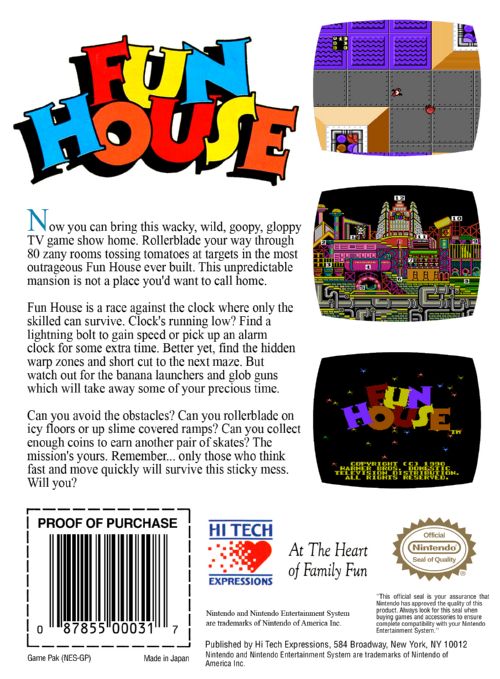 FUN
HOUSE
Now you can bring this wacky, wild, goopy, gloppy
TV game show home. Rollerblade your way through
80 zany rooms tossing tomatoes at targets in the most
outrageous Fun House ever built. This unpredictable
mansion is not a place you'd want to call home.
Fun House is a race against the clock where only the
skilled can survive. Clock's running low? Find a
lightning bolt to gain speed or pick up an alarm
clock for some extra time. Better yet, find the hidden
warp zones and short cut to the next maze. But
watch out for the banana launchers and glob guns
which will take away some of your precious time.
Can you avoid the obstacles? Can you rollerblade on
icy floors or up slime covered ramps? Can you collect
enough coins to earn another pair of skates? The
mission's yours. Remember... only those who think
fast and move quickly will survive this sticky mess.
Will you?
12
10
11
9
3
4
FUN
HOUSE
TM
COPYRIGHT (C) 1990
WARNER BROS. DOMESTIC
TELEVISION DISTRIBUTION.
ALL RIGHTS RESERVED.
PROOF OF PURCHASE
0 87855 00031 7
Game Pak (NES-GP) Made in Japan
HI TECH
EXPRESSIONS
At The Heart
of Family Fun
Official
Nintendo
Seal of Quality
®
Nintendo and Nintendo Entertainment System
are trademarks of Nintendo of America Inc.
"This official seal is your assurance that
Nintendo has approved the quality of this
product. Always look for this seal when
buying games and accessories to ensure
complete compatibility with your Nintendo
Entertainment System."
Published by Hi Tech Expressions, 584 Broadway, New York, NY 10012
Nintendo and Nintendo Entertainment System are trademarks of Nintendo of
America Inc.